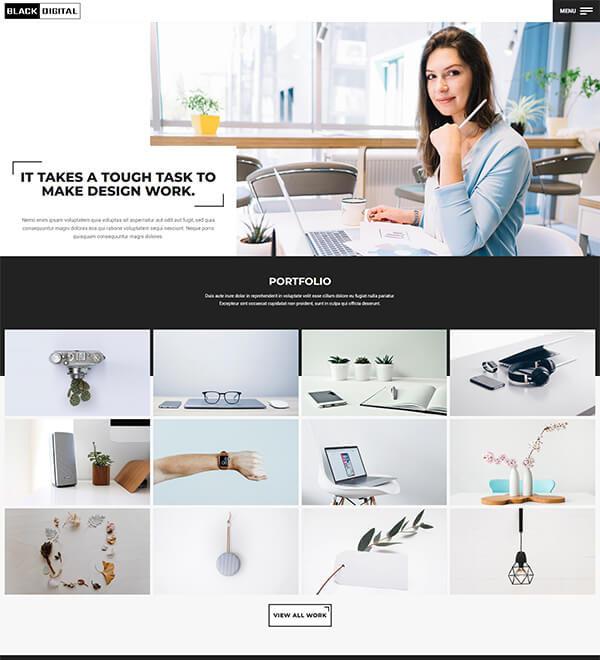 BLACK DIGITAL
MENU
IT TAKES A TOUGH TASK TO
MAKE DESIGN WORK.
Nemo enim ipsam voluptatem quia voluptas sit aspernatur aut odit aut fugit, sed quia
consequuntur magni dolores eos qui ratione voluptatem sequi nesciunt. Neque porro
quisquam consequuntur magni dolores.
PORTFOLIO
Duis aute irure dolor in reprehenderit in voluptate velit esse cillum dolore eu fugiat nulla pariatur.
Excepteur sint occaecat cupidatat non proident, sunt in culpa qui officia deserunt.
VIEW ALL WORK